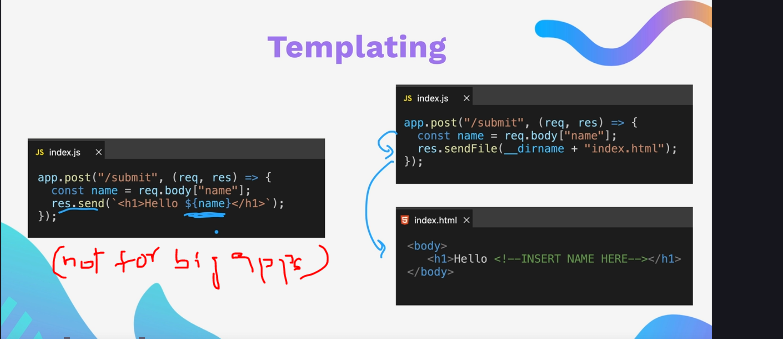 Templating
JS index.js ×
app.post("/submit", (req, res) => {
const name = req.body["name"];
res.send(`<h1>Hello ${name}</h1>`);
});
(not for big apps)
JS index.js ×
app.post("/submit", (req, res) => {
const name = req.body["name"];
res.sendFile(__dirname + "index.html");
});
index.html ×
<body>
<h1>Hello <!--INSERT NAME HERE--></h1>
</body>